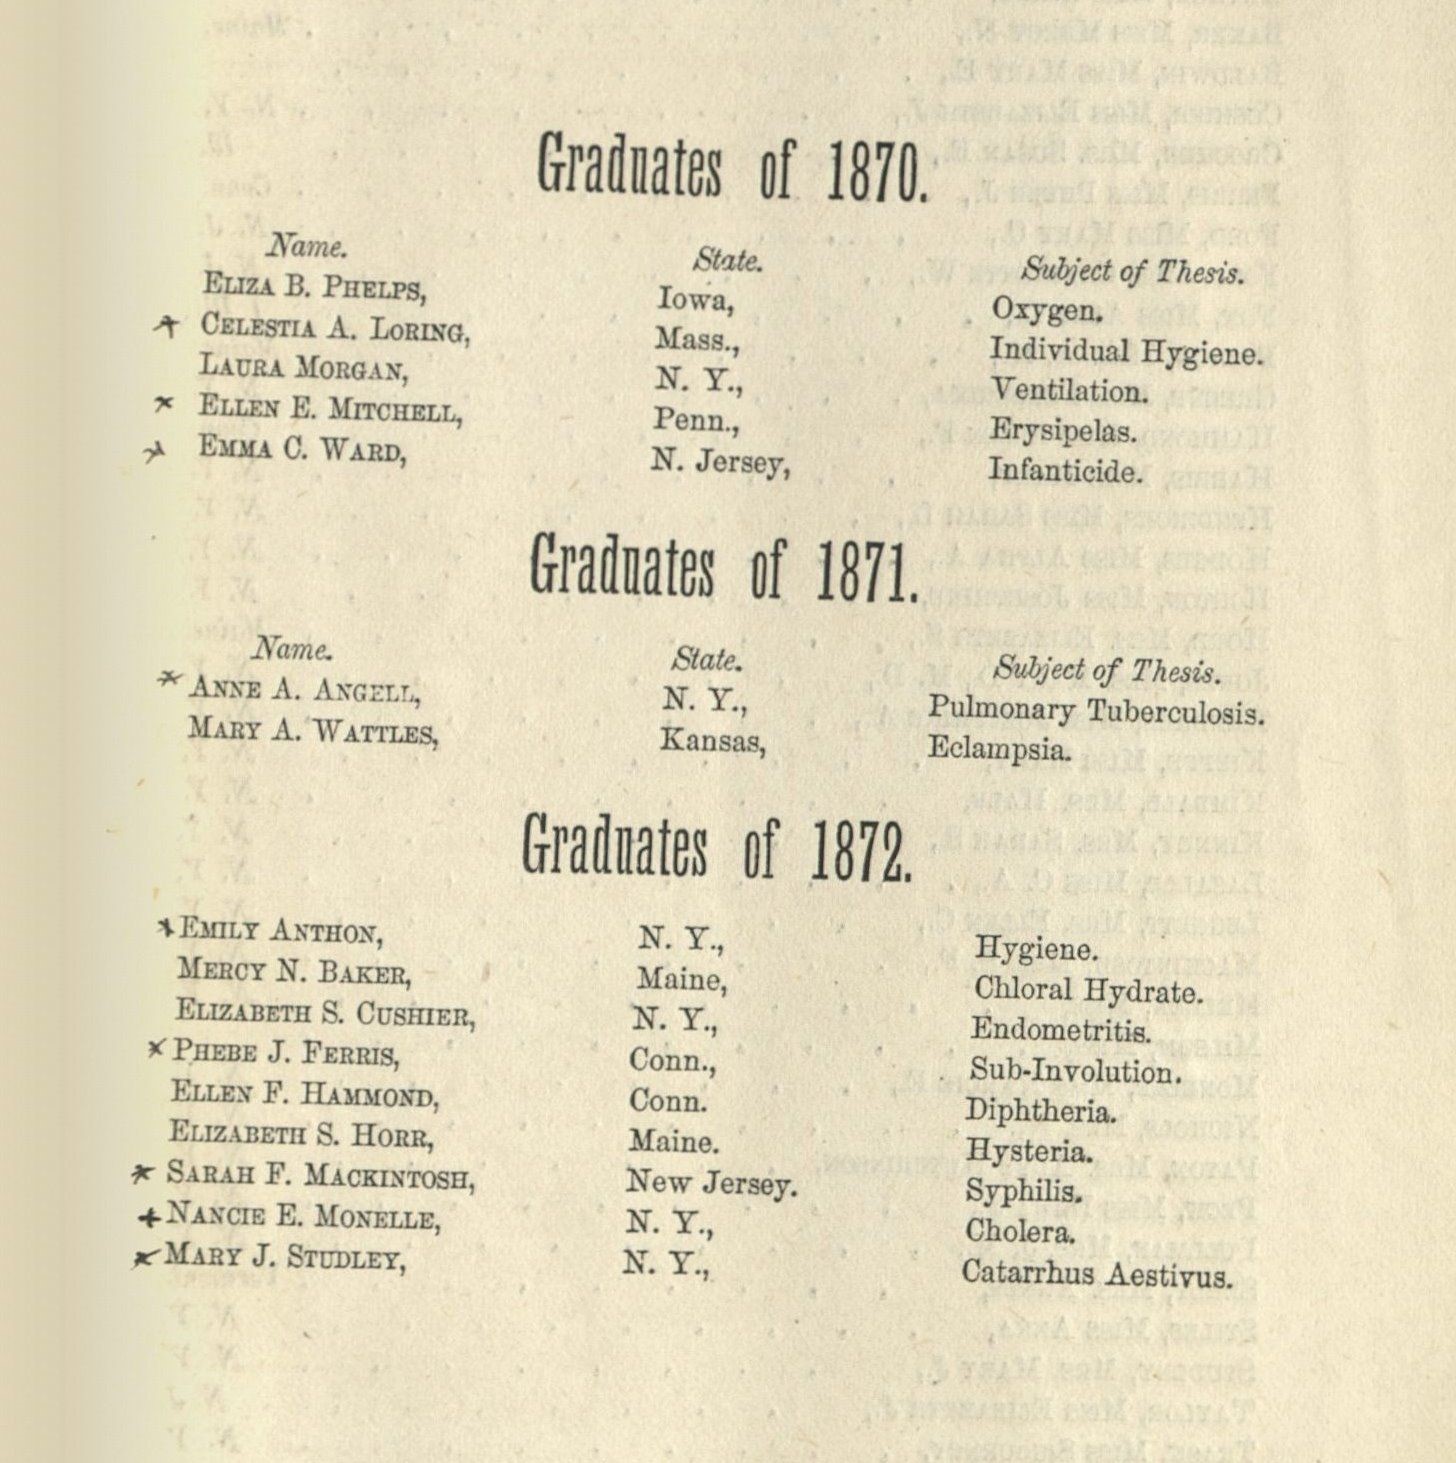 Graduates of 1870.
Name. State. Subject of Thesis.
ELIZA B. PHELPS, Iowa, Oxygen.
CELESTIA A. LORING, Mass., Individual Hygiene.
LAURA MORGAN, N. Y., Ventilation.
ELLEN E. MITCHELL, Penn., Erysipelas.
EMMA C. WARD, N. Jersey, Infanticide.
Graduates of 1871.
Name. State. Subject of Thesis.
ANNE A. ANGELL, N. Y., Pulmonary Tuberculosis.
MARY A. WATTLES, Kansas, Eclampsia.
Graduates of 1872.
EMILY ANTHON, N. Y., Hygiene.
MERCY N. BAKER, Maine, Chloral Hydrate.
ELIZABETH S. CUSHIER, N. Y., Endometritis.
PHEBE J. FERRIS, Conn., Sub-Involution.
ELLEN F. HAMMOND, Conn. Diphtheria.
ELIZABETH S. HORR, Maine. Hysteria.
SARAH F. MACKINTOSH, New Jersey. Syphilis.
NANCIE E. MONELLE, N. Y., Cholera.
MARY J. STUDLEY, N. Y., Catarrhus Aestivus.